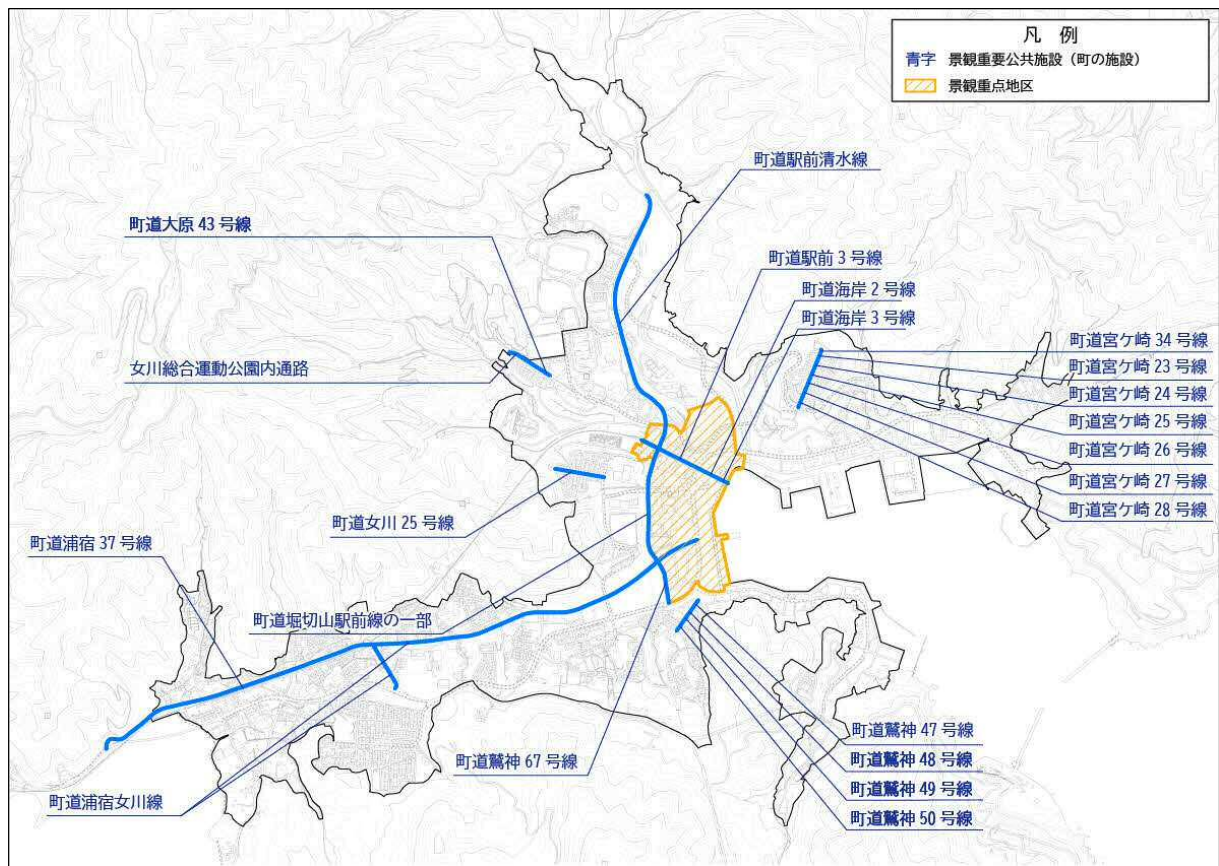 凡 例
青字 景観重要公共施設（町の施設）
景観重点地区
町道駅前清水線
町道大原 43 号線
町道駅前 3 号線
町道海岸 2 号線
町道海岸 3 号線
女川総合運動公園内通路
町道宮ケ崎 34 号線
町道宮ケ崎 23 号線
町道宮ケ崎 24 号線
町道宮ケ崎 25 号線
町道宮ケ崎 26 号線
町道宮ケ崎 27 号線
町道宮ケ崎 28 号線
町道女川 25 号線
町道浦宿 37 号線
町道堀切山駅前線の一部
町道鷲神 67 号線
町道浦宿女川線
町道鷲神 47 号線
町道鷲神 48 号線
町道鷲神 49 号線
町道鷲神 50 号線